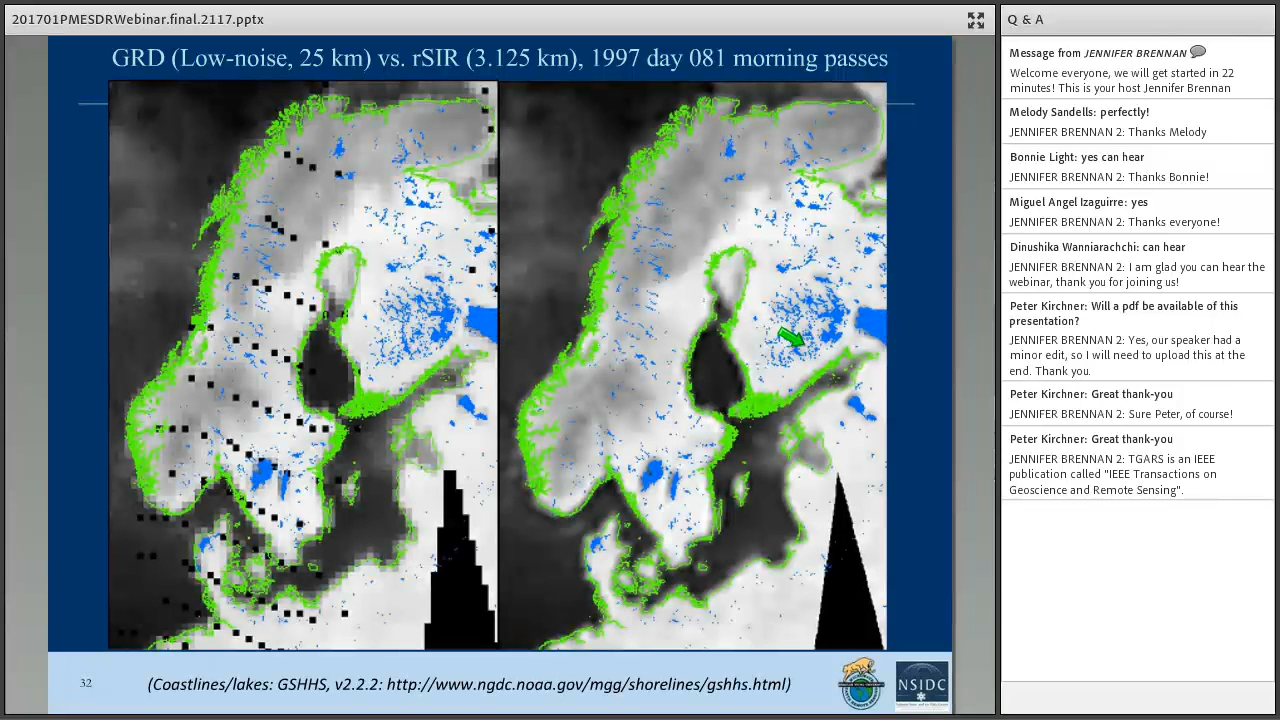 201701PMESDRWebinar.final.2117.pptx
GRD (Low-noise, 25 km) vs. rSIR (3.125 km), 1997 day 081 morning passes
32
(Coastlines/lakes: GSHHS, v2.2.2: http://www.ngdc.noaa.gov/mgg/shorelines/gshhs.html)
NSIDC
Q & A
Message from JENNIFER BRENNAN
Welcome everyone, we will get started in 22
minutes! This is your host Jennifer Brennan
Melody Sandells: perfectly!
JENNIFER BRENNAN 2: Thanks Melody
Bonnie Light: yes can hear
JENNIFER BRENNAN 2: Thanks Bonnie!
Miguel Angel Izaguirre: yes
JENNIFER BRENNAN 2: Thanks everyone!
Dinushika Wanniarachchi: can hear
JENNIFER BRENNAN 2: I am glad you can hear the
webinar, thank you for joining us!
Peter Kirchner: Will a pdf be available of this
presentation?
JENNIFER BRENNAN 2: Yes, our speaker had a
minor edit, so I will need to upload this at the
end. Thank you.
Peter Kirchner: Great thank-you
JENNIFER BRENNAN 2: Sure Peter, of course!
Peter Kirchner: Great thank-you
JENNIFER BRENNAN 2: TGARS is an IEEE
publication called "IEEE Transactions on
Geoscience and Remote Sensing".